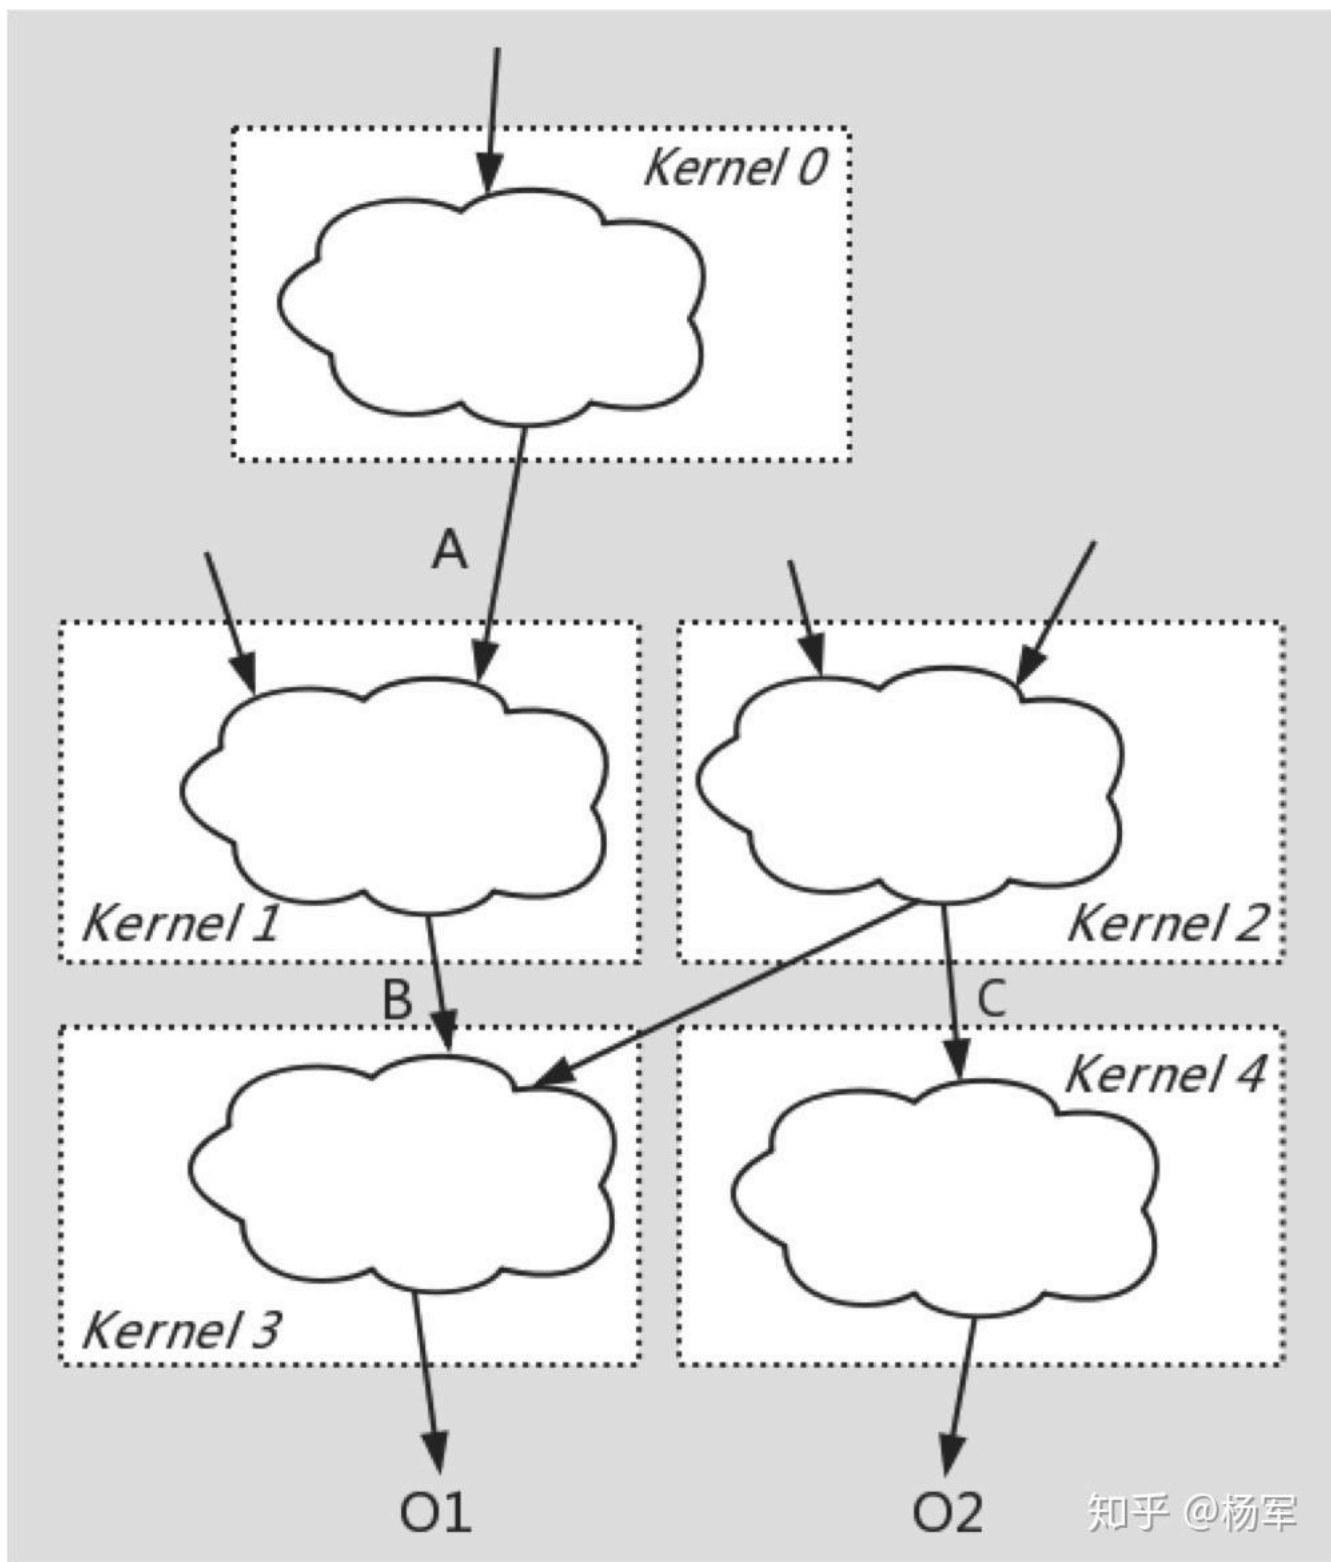 Kernel 0
A
Kernel 1
Kernel 2
B
C
Kernel 4
Kernel 3
O1
O2
知乎 @杨军